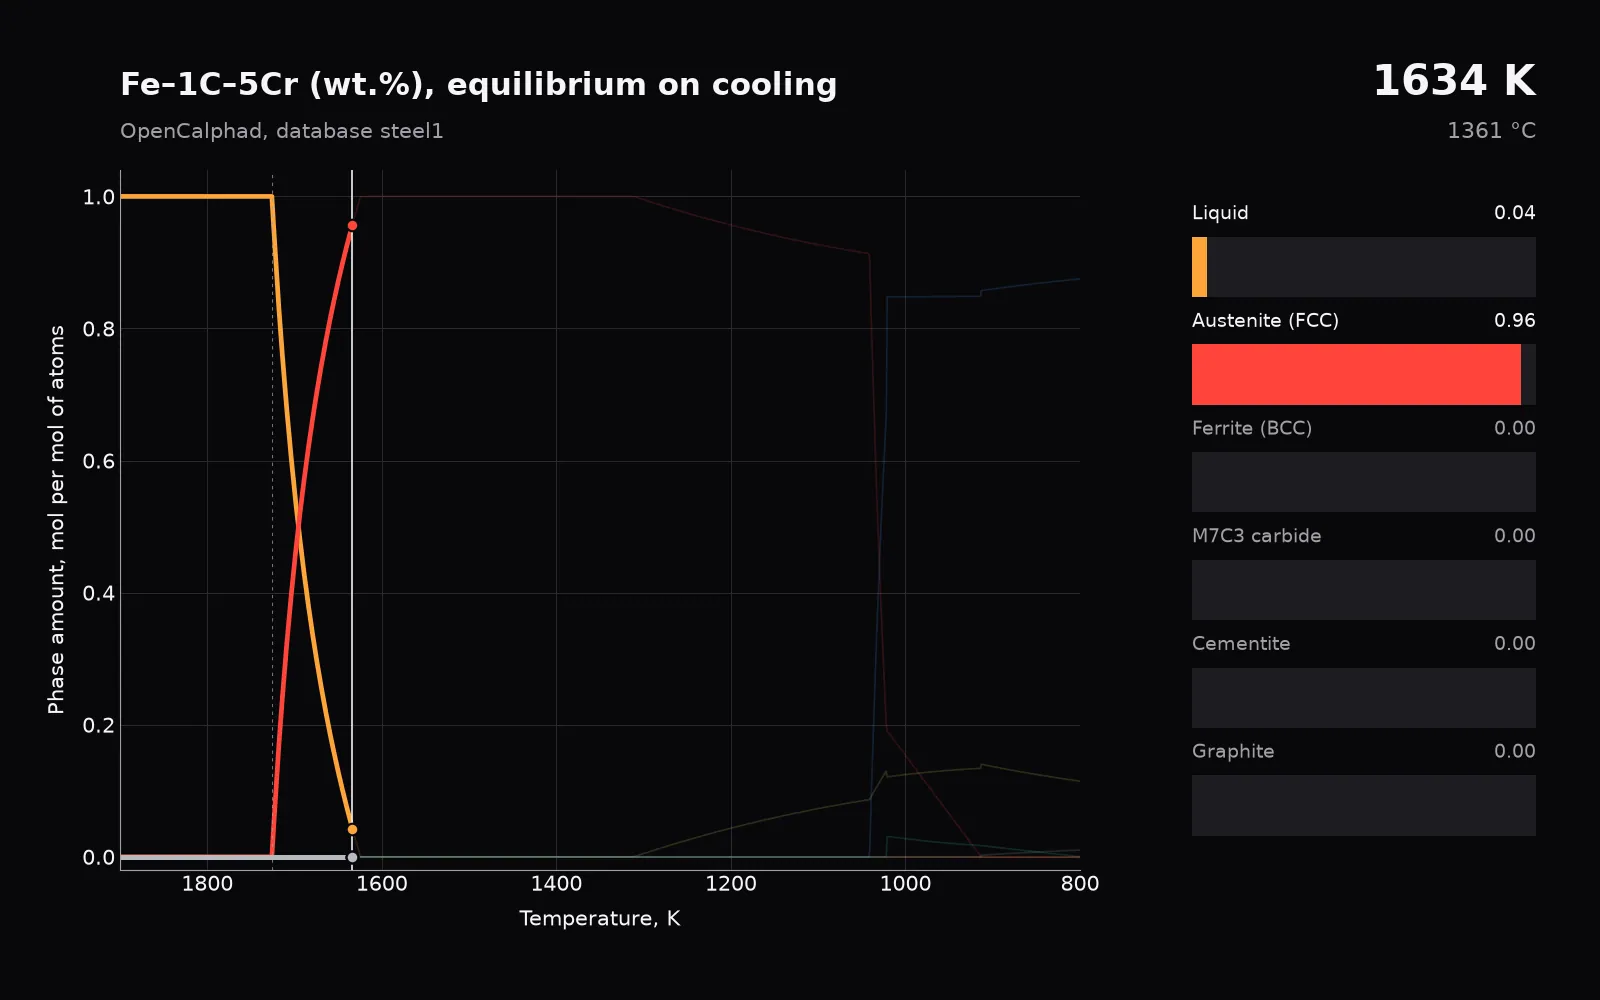 Fe–1C–5Cr (wt.%), equilibrium on cooling
OpenCalphad, database steel1
1634 K
1361 °C
Phase amount, mol per mol of atoms
1.0
0.8
0.6
0.4
0.2
0.0
1800
1600
1400
1200
1000
800
Temperature, K
Liquid 0.04
Austenite (FCC) 0.96
Ferrite (BCC) 0.00
M7C3 carbide 0.00
Cementite 0.00
Graphite 0.00